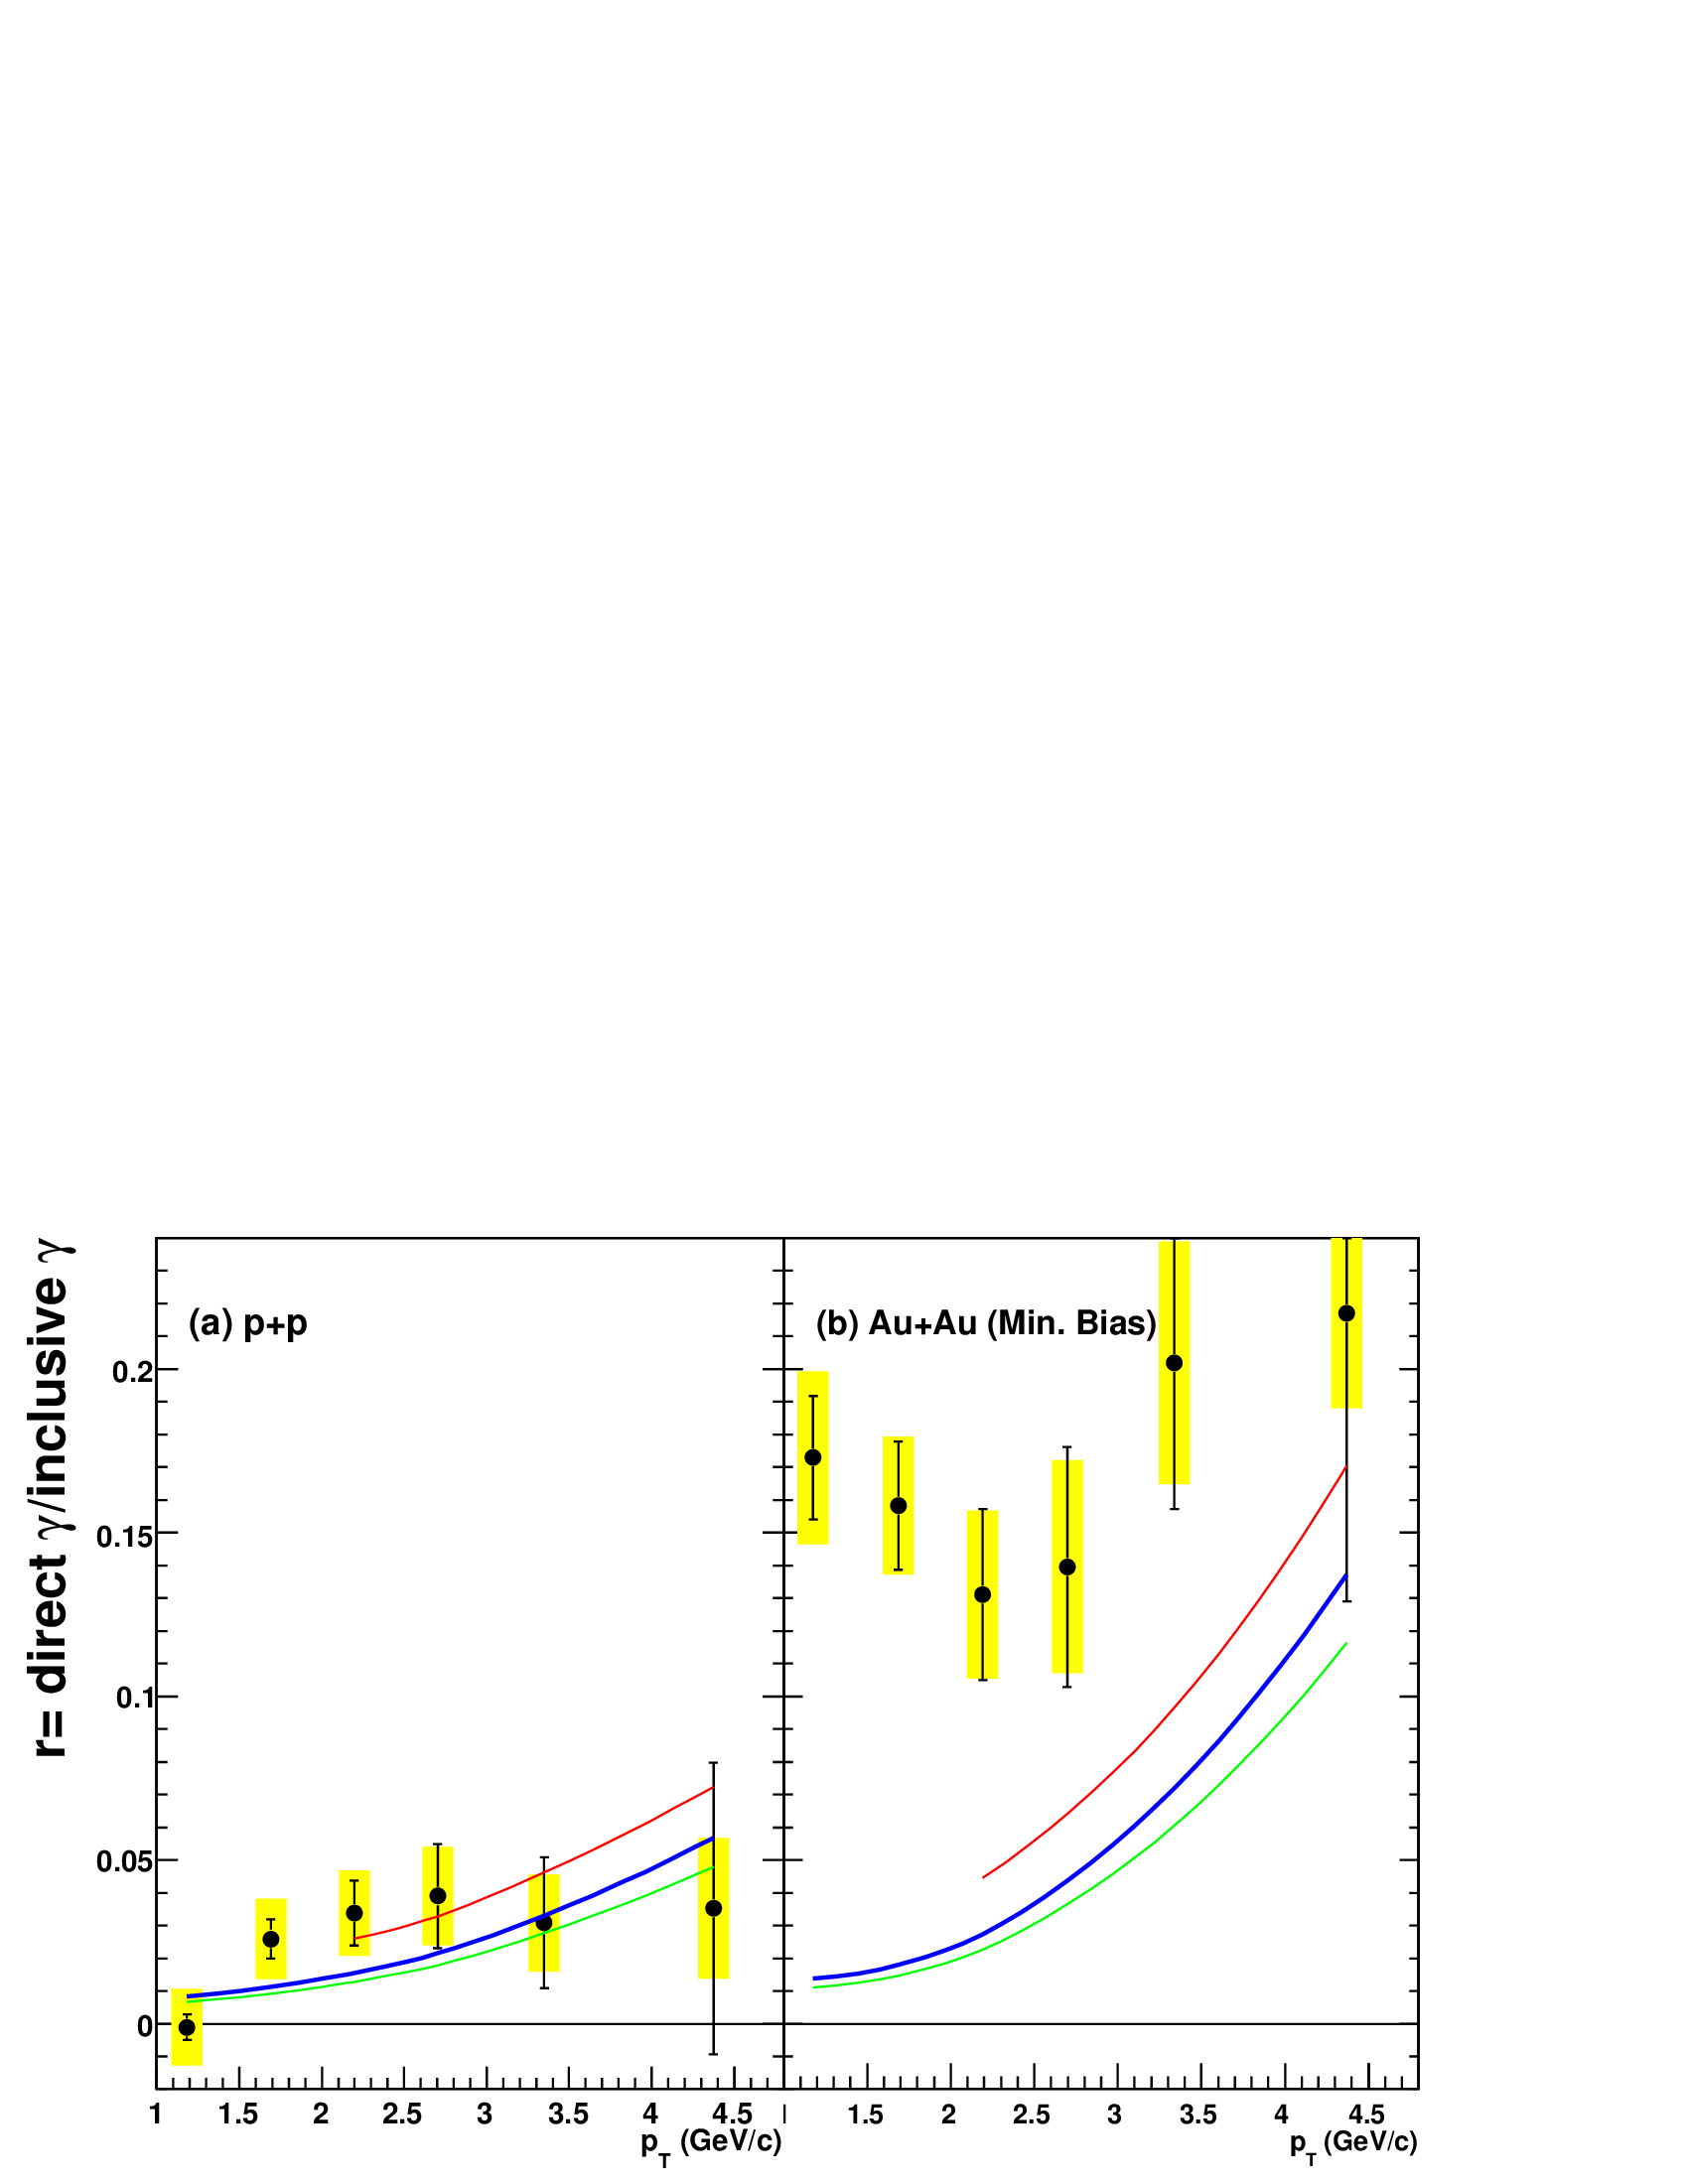 r= direct γ/inclusive γ
(a) p+p
(b) Au+Au (Min. Bias)
0.2
0.15
0.1
0.05
0
1 1.5 2 2.5 3 3.5 4 4.5
1.5 2 2.5 3 3.5 4 4.5
pT (GeV/c)
pT (GeV/c)